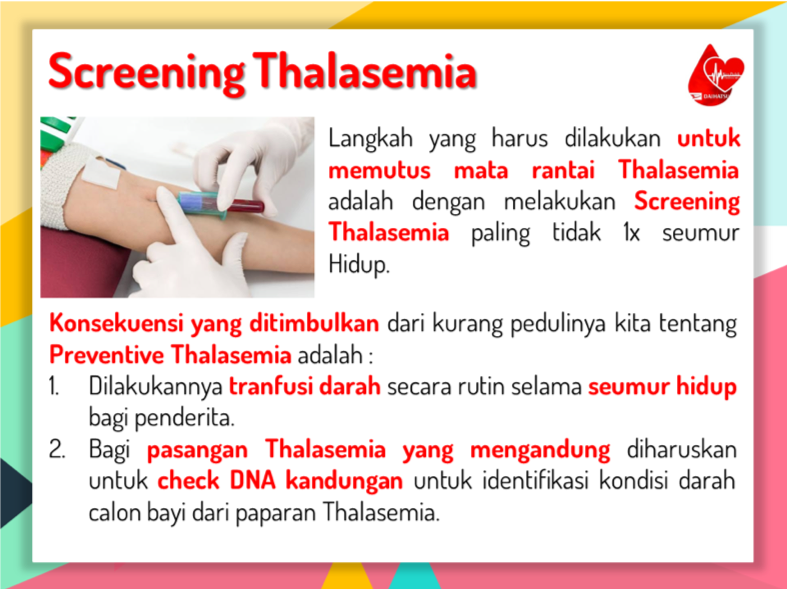 Screening Thalasemia
DAIHATSU
Langkah yang harus dilakukan untuk
memutus mata rantai Thalasemia
adalah dengan melakukan Screening
Thalasemia paling tidak 1x seumur
Hidup.
Konsekuensi yang ditimbulkan dari kurang pedulinya kita tentang
Preventive Thalasemia adalah :
1. Dilakukannya tranfusi darah secara rutin selama seumur hidup
bagi penderita.
2. Bagi pasangan Thalasemia yang mengandung diharuskan
untuk check DNA kandungan untuk identifikasi kondisi darah
calon bayi dari paparan Thalasemia.